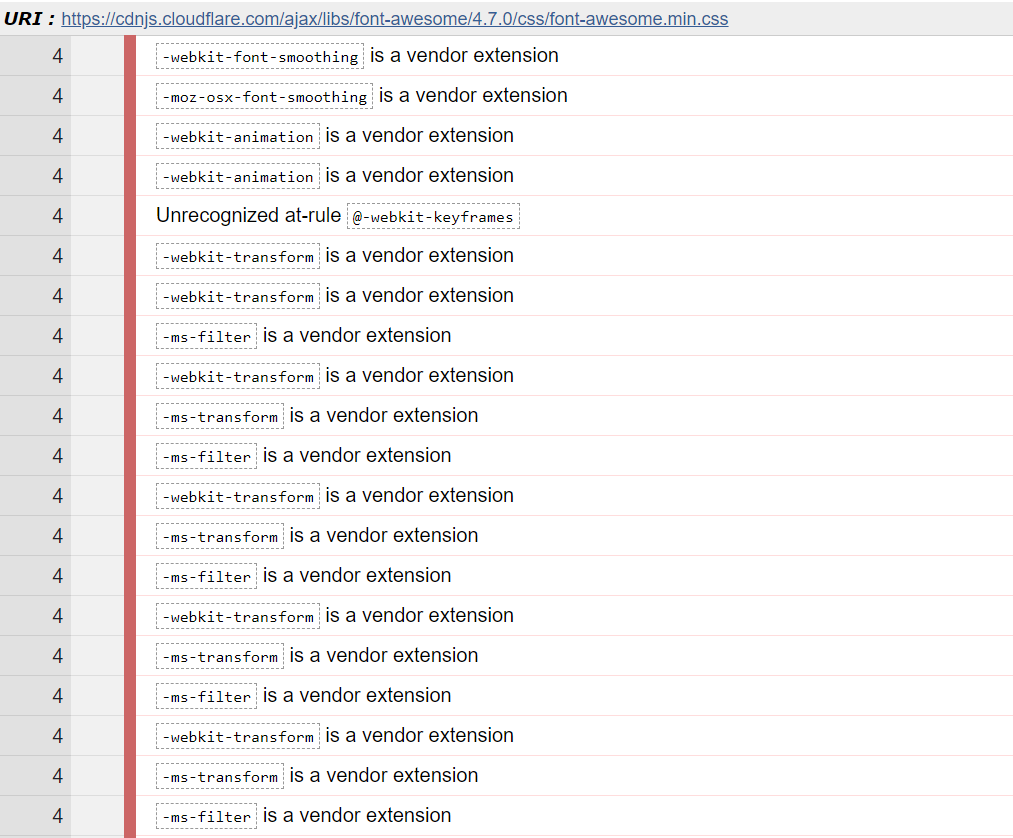 URI : https://cdnjs.cloudflare.com/ajax/libs/font-awesome/4.7.0/css/font-awesome.min.css
4 -webkit-font-smoothing is a vendor extension
4 -moz-osx-font-smoothing is a vendor extension
4 -webkit-animation is a vendor extension
4 -webkit-animation is a vendor extension
4 Unrecognized at-rule @-webkit-keyframes
4 -webkit-transform is a vendor extension
4 -webkit-transform is a vendor extension
4 -ms-filter is a vendor extension
4 -webkit-transform is a vendor extension
4 -ms-transform is a vendor extension
4 -ms-filter is a vendor extension
4 -webkit-transform is a vendor extension
4 -ms-transform is a vendor extension
4 -ms-filter is a vendor extension
4 -webkit-transform is a vendor extension
4 -ms-transform is a vendor extension
4 -ms-filter is a vendor extension
4 -webkit-transform is a vendor extension
4 -ms-transform is a vendor extension
4 -ms-filter is a vendor extension